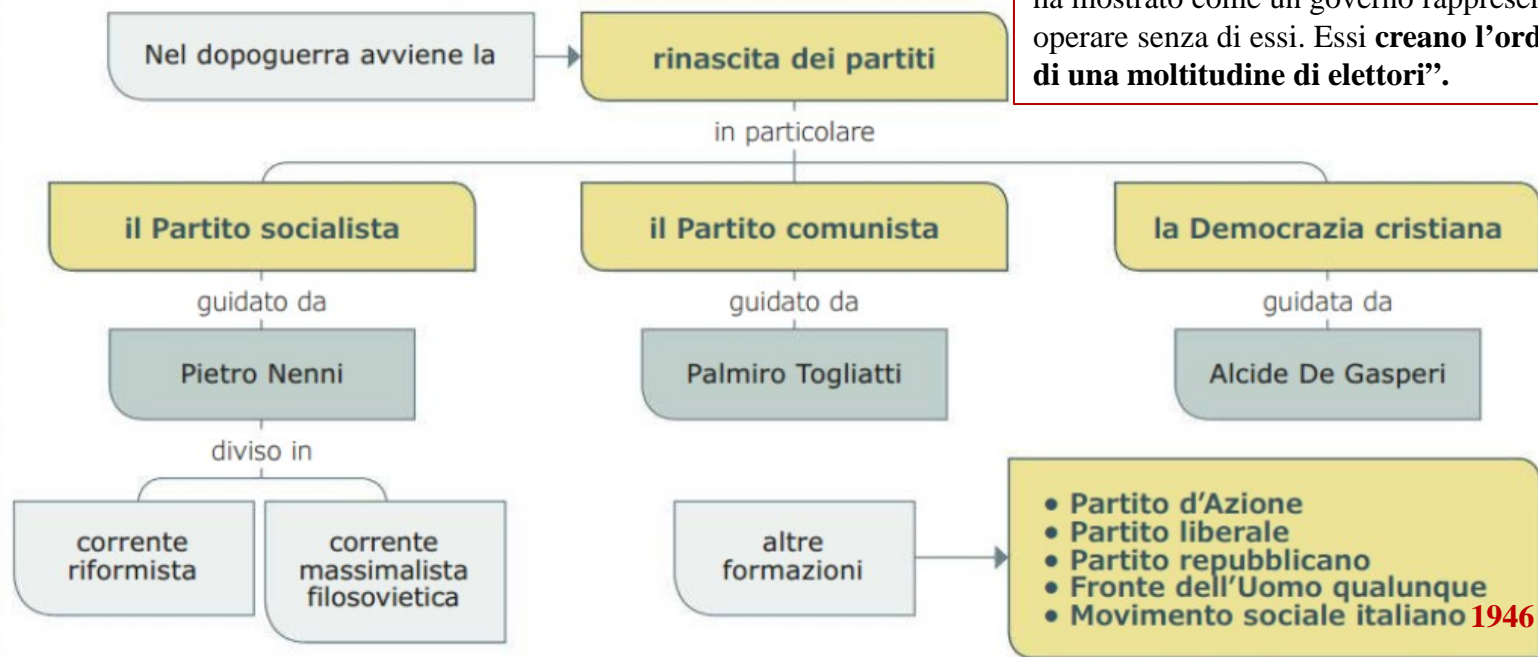 ha mostrato come un governo
operare senza di essi. Essi creano
di una moltitudine di elettori”.
Nel dopoguerra avviene la
rinascita dei partiti
in particolare
il Partito socialista
il Partito comunista
la Democrazia cristiana
guidato da
guidato da
guidata da
Pietro Nenni
Palmiro Togliatti
Alcide De Gasperi
diviso in
corrente
riformista
corrente
massimalista
filosovietica
altre
formazioni
• Partito d’Azione
• Partito liberale
• Partito repubblicano
• Fronte dell’Uomo qualunque
• Movimento sociale italiano 1946